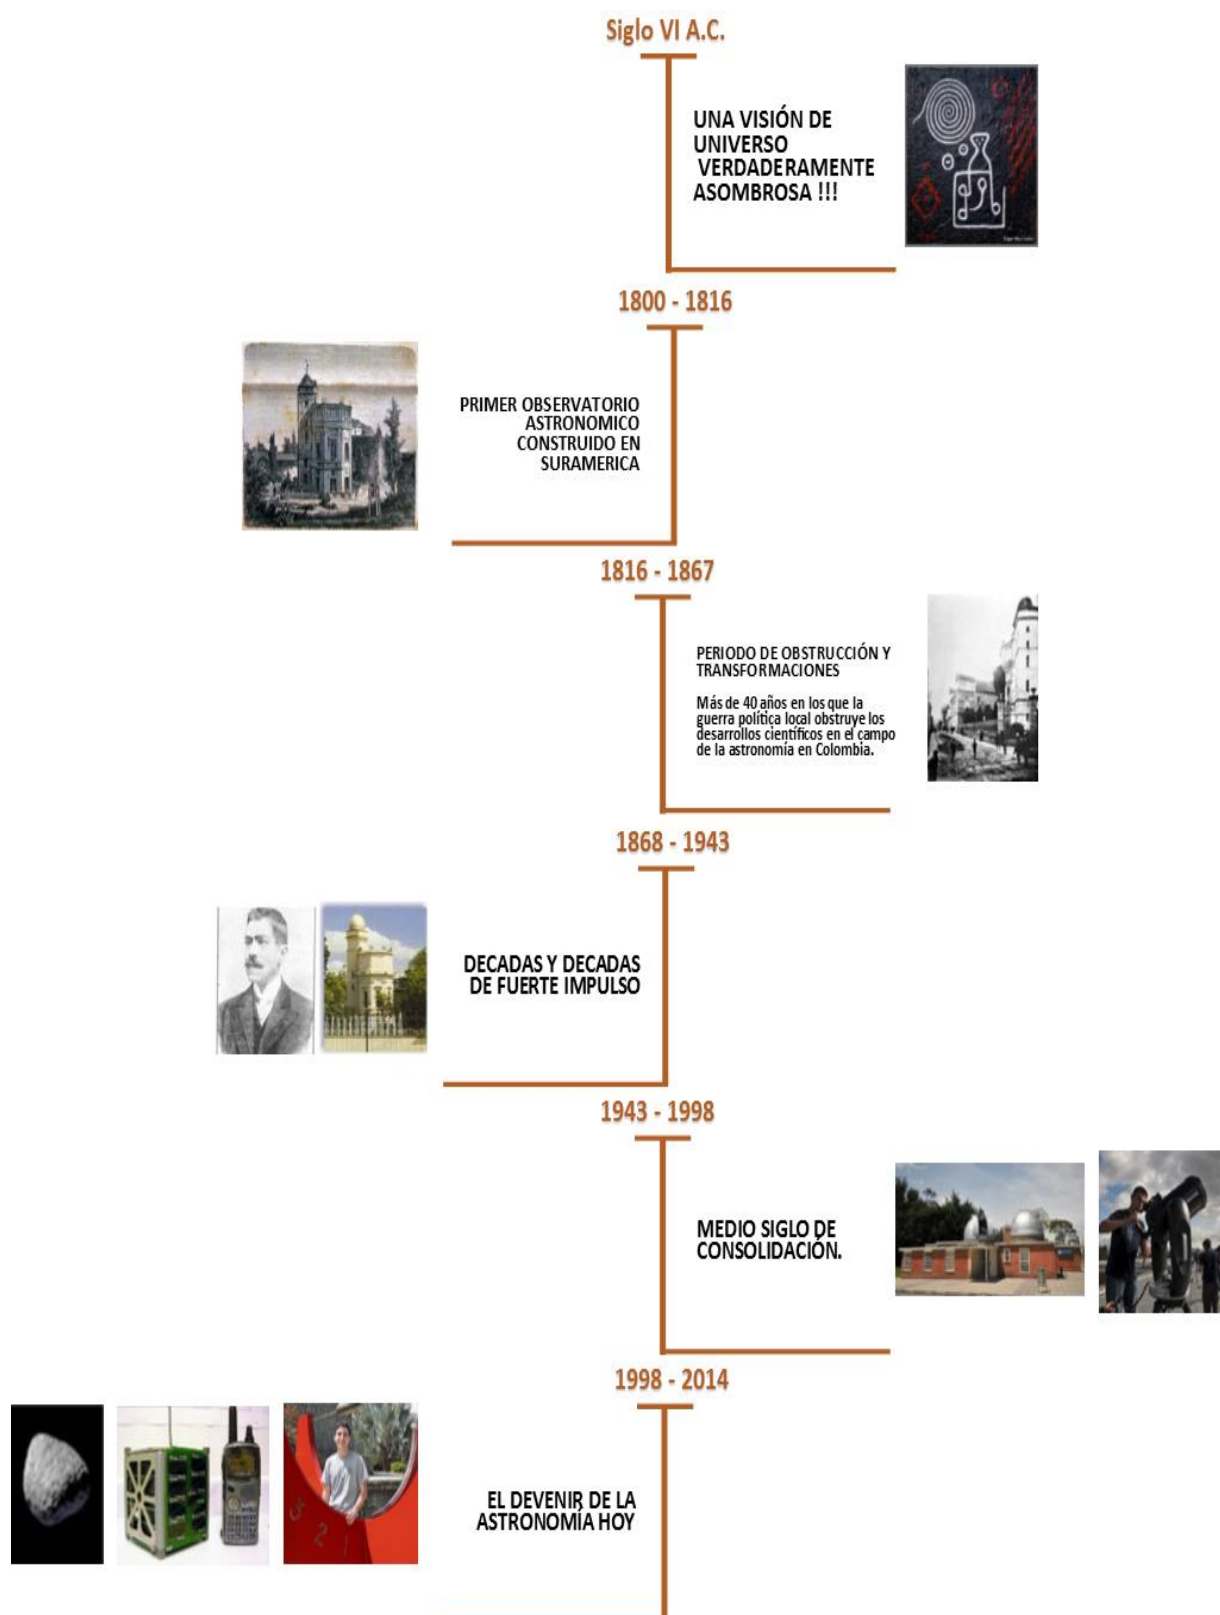 Siglo VI A.C.
UNA VISIÓN DE
UNIVERSO
VERDADERAMENTE
ASOMBROSA !!!
1800 - 1816
PRIMER OBSERVATORIO
ASTRONOMICO
CONSTRUIDO EN
SURAMERICA
1816 - 1867
PERIODO DE OBSTRUCCIÓN Y
TRANSFORMACIONES
Más de 40 años en los que la
guerra política local obstruye los
desarrollos científicos en el campo
de la astronomía en Colombia.
1868 - 1943
DECADAS Y DECADAS
DE FUERTE IMPULSO
1943 - 1998
MEDIO SIGLO DE
CONSOLIDACIÓN.
1998 - 2014
EL DEVENIR DE LA
ASTRONOMÍA HOY
3
2
1